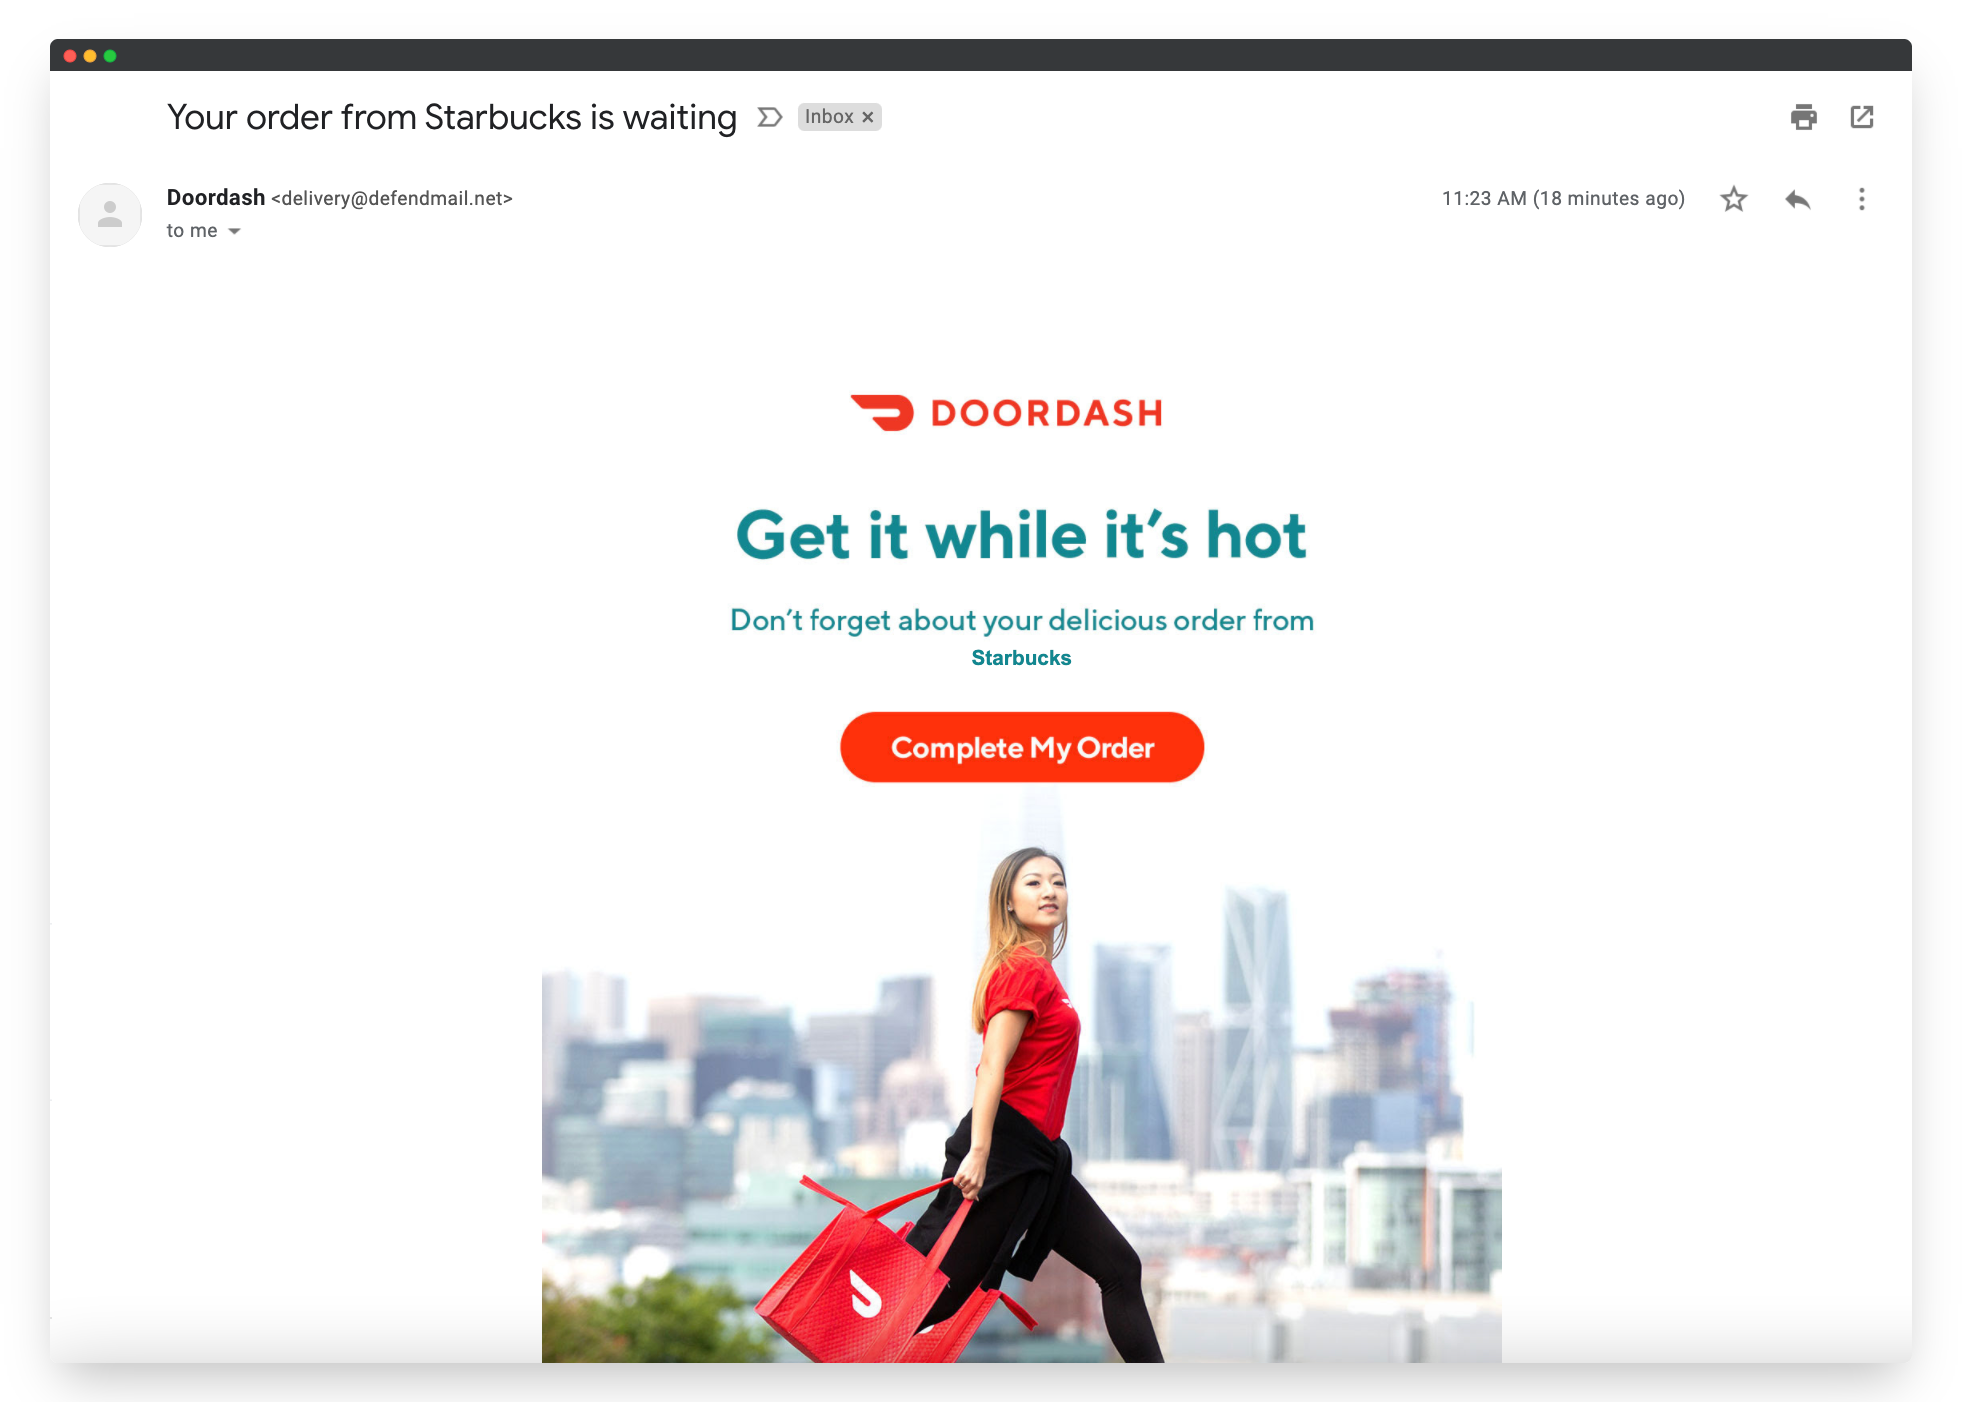 Your order from Starbucks is waiting Inbox ×
Doordash <delivery@defendmail.net> 11:23 AM (18 minutes ago)
to me
DOORDASH
Get it while it’s hot
Don’t forget about your delicious order from
Starbucks
Complete My Order